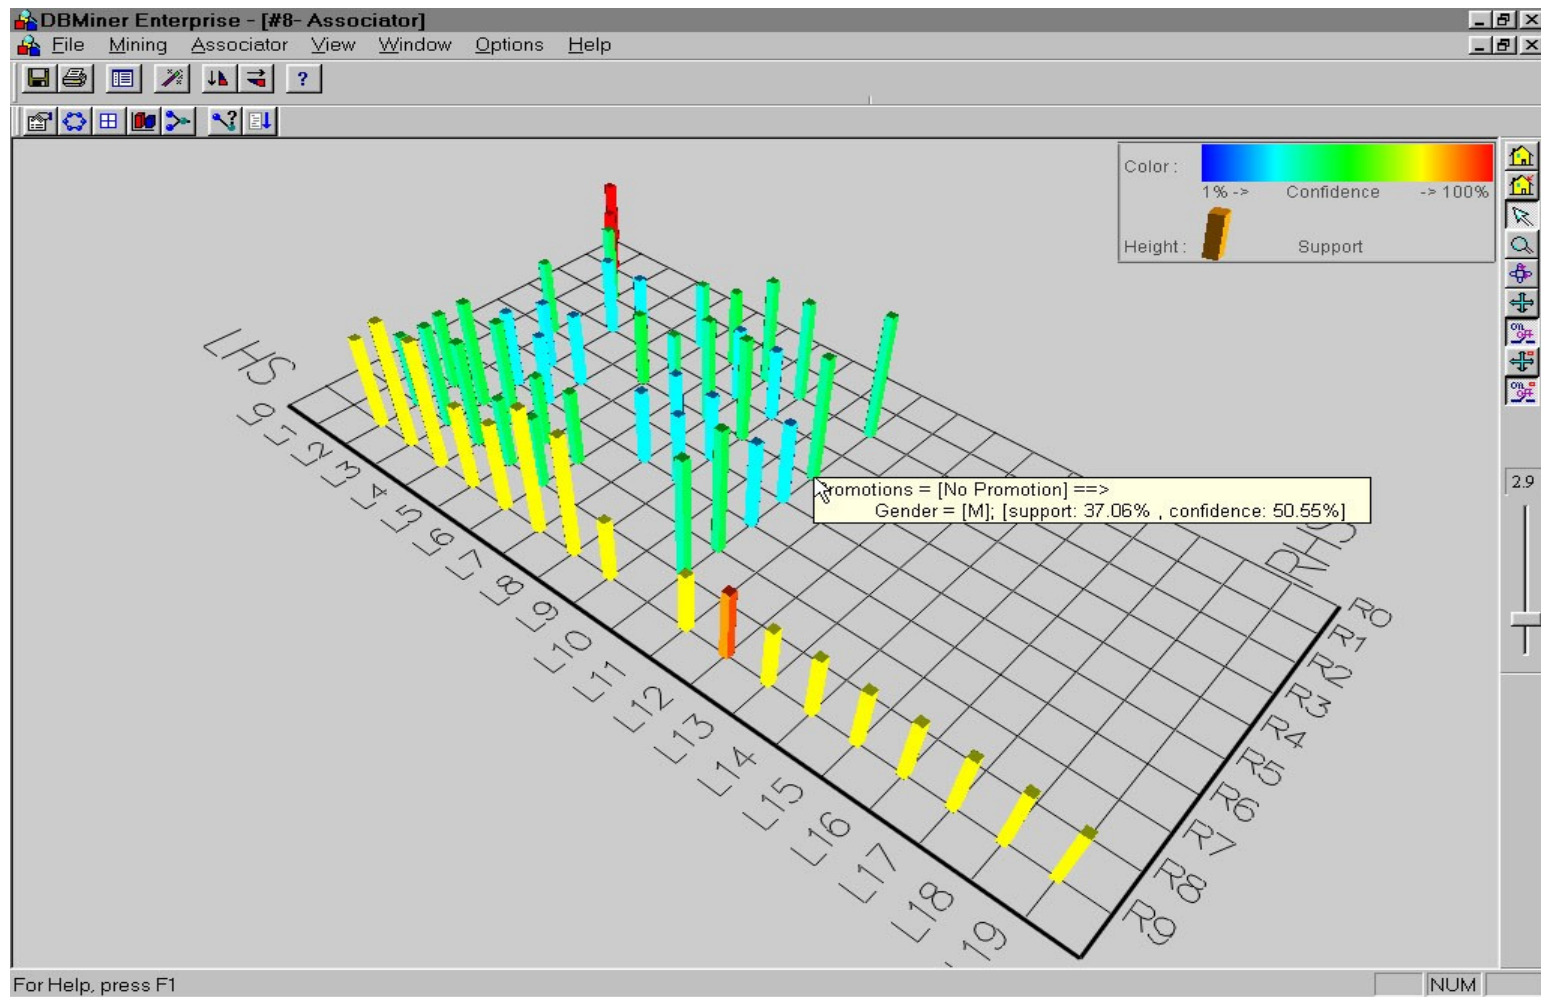 DBMiner Enterprise - [#8- Associator]
File Mining Associator View Window Options Help
Color :
1% -> Confidence -> 100%
Height : Support
LHS
RHS
romotions = [No Promotion] ==>
Gender = [M]; [support: 37.06% , confidence: 50.55%]
2.9
L0
L1
L2
L3
L4
L5
L6
L7
L8
L9
L10
L11
L12
L13
L14
L15
L16
L17
L18
L19
R0
R1
R2
R3
R4
R5
R6
R7
R8
R9
For Help, press F1
NUM